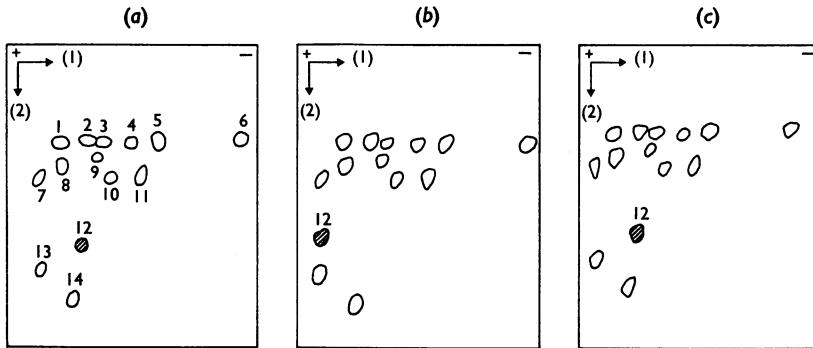 (a) (b) (c)
+ (1) − + (1) − + (1) −
(2) (2) (2)
1 2 3 4 5 6
9
7 8 10 11
12 12 12
13
14